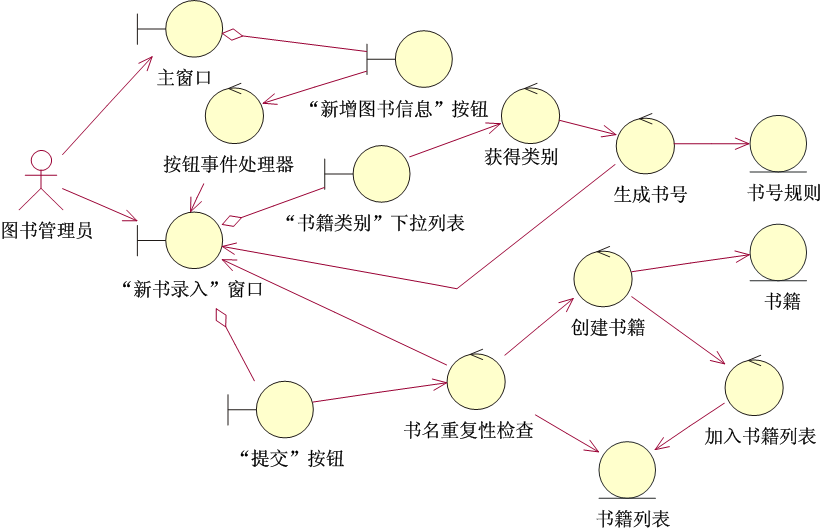 主窗口
“新增图书信息”按钮
按钮事件处理器
获得类别
生成书号
书号规则
图书管理员
“书籍类别”下拉列表
“新书录入”窗口
创建书籍
书籍
书名重复性检查
加入书籍列表
“提交”按钮
书籍列表